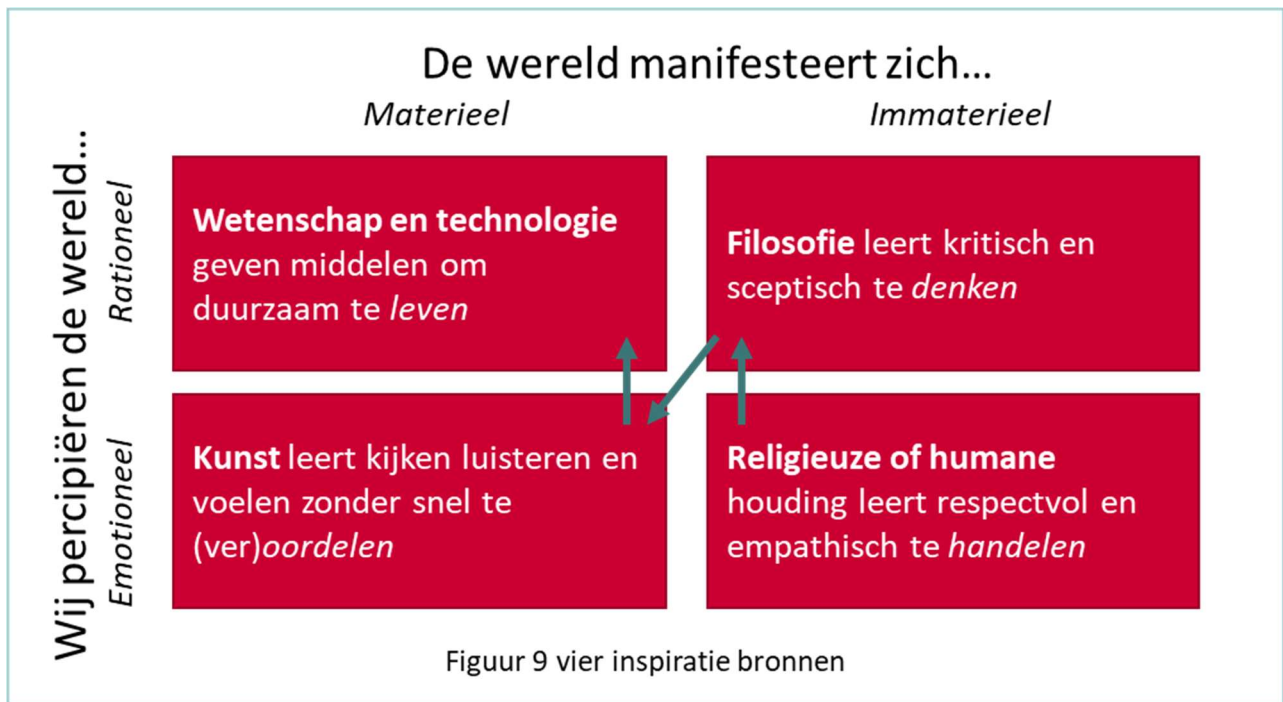 De wereld manifesteert zich...
Materieel
Immaterieel
Wij percipiëren de wereld...
Rationeel
Wetenschap en technologie
geven middelen om
duurzaam te leven
Filosofie leert kritisch en
sceptisch te denken
Emotioneel
Kunst leert kijken luisteren en
voelen zonder snel te
(ver)oordelen
Religieuze of humane
houding leert respectvol en
empathisch te handelen
Figuur 9 vier inspiratie bronnen